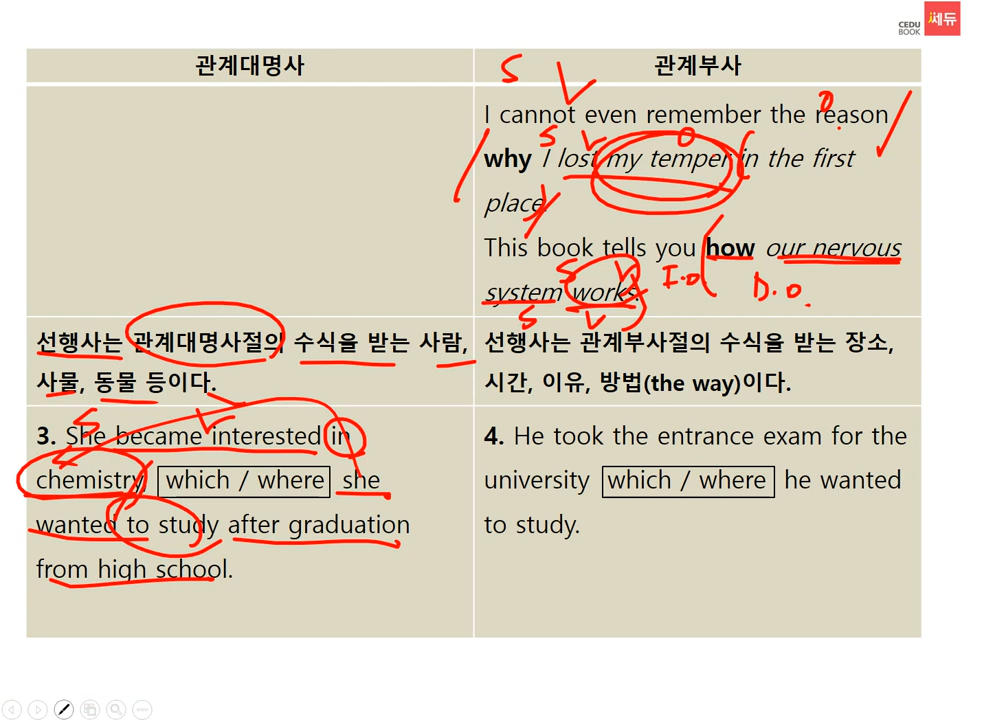 CEDU
BOOK
쎄듀
관계대명사
관계부사
S V O
I cannot even remember the reason
S V O
why I lost my temper in the first
place.
This book tells you how our nervous
system works.
S V I.O D.O.
S V
선행사는 관계대명사절의 수식을 받는 사람,
사물, 동물 등이다.
선행사는 관계부사절의 수식을 받는 장소,
시간, 이유, 방법(the way)이다.
S V
3. She became interested in
chemistry, which / where she
wanted to study after graduation
from high school.
4. He took the entrance exam for the
university which / where he wanted
to study.